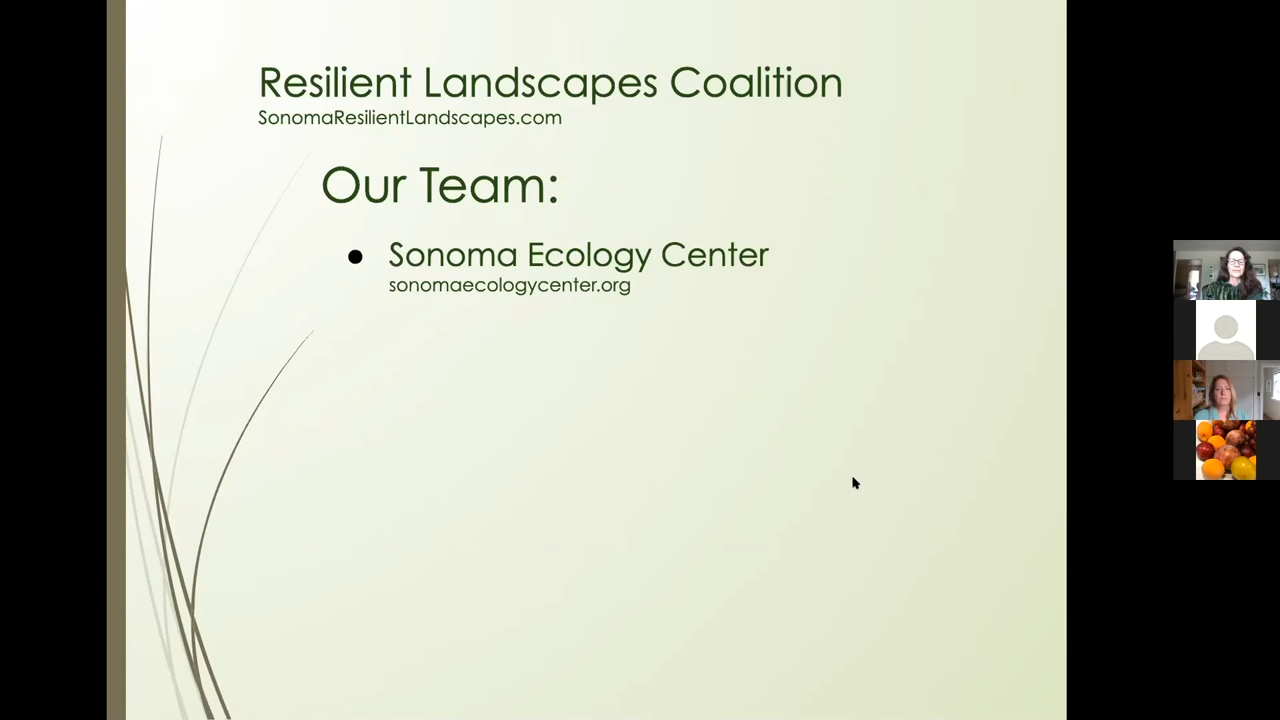 Resilient Landscapes Coalition
SonomaResilientLandscapes.com
Our Team:
● Sonoma Ecology Center
sonomaecologycenter.org